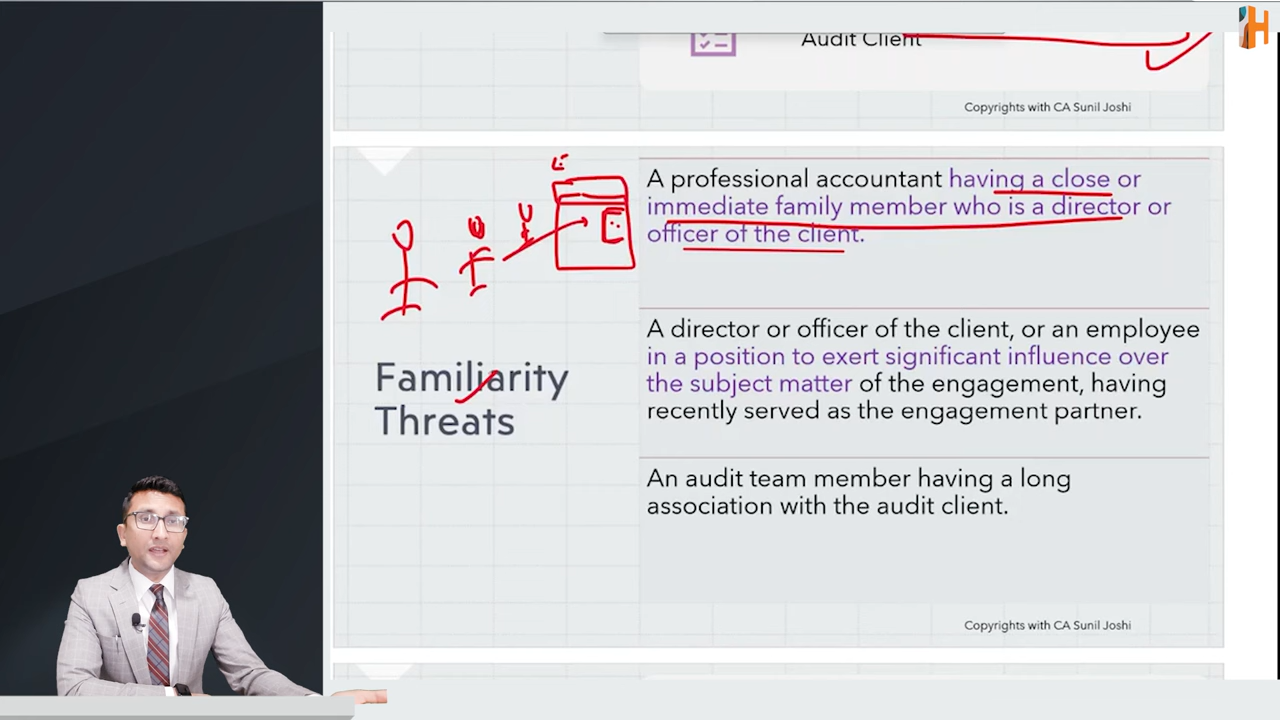 Audit Client
Copyrights with CA Sunil Joshi
A professional accountant having a close or
immediate family member who is a director or
officer of the client.
Familiarity
Threats
A director or officer of the client, or an employee
in a position to exert significant influence over
the subject matter of the engagement, having
recently served as the engagement partner.
An audit team member having a long
association with the audit client.
Copyrights with CA Sunil Joshi